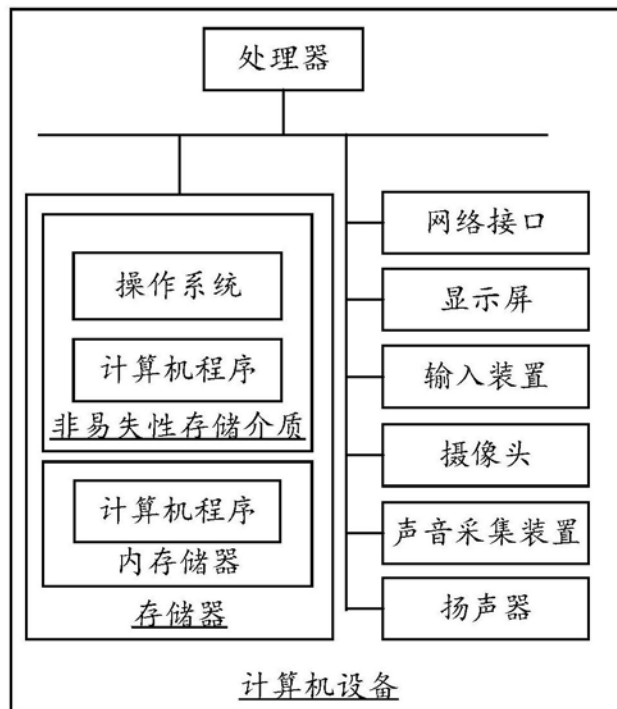 处理器
操作系统
计算机程序
非易失性存储介质
计算机程序
内存储器
存储器
网络接口
显示屏
输入装置
摄像头
声音采集装置
扬声器
计算机设备